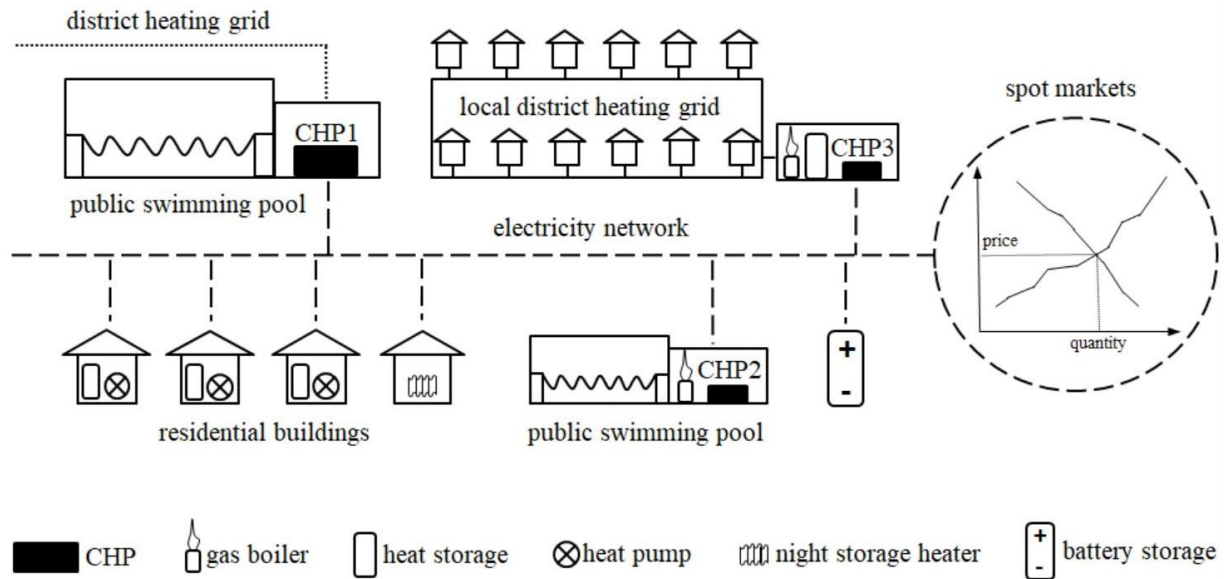 district heating grid
CHP1
public swimming pool
local district heating grid
CHP3
spot markets
price
quantity
electricity network
residential buildings
CHP2
public swimming pool
+
-
CHP
gas boiler
heat storage
heat pump
night storage heater
+
-
battery storage